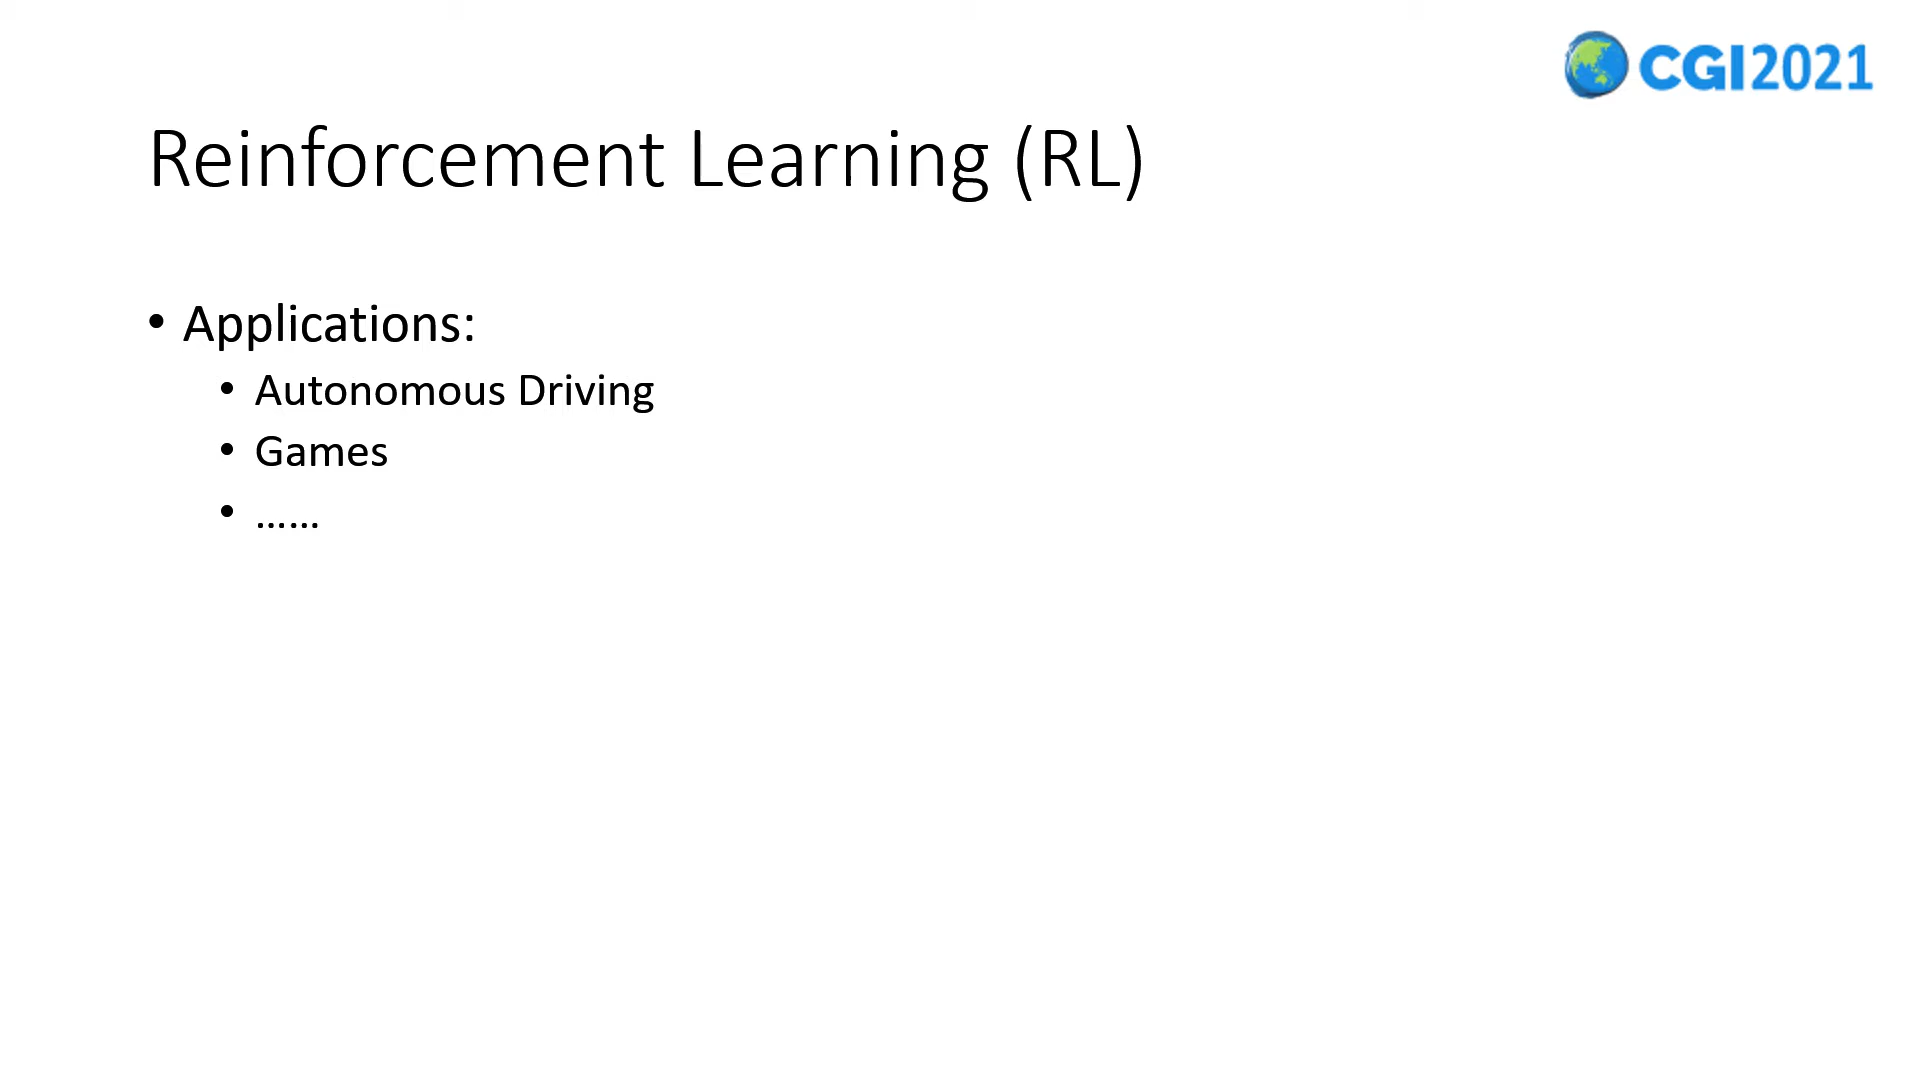 CGI2021
Reinforcement Learning (RL)
• Applications:
• Autonomous Driving
• Games
• ……